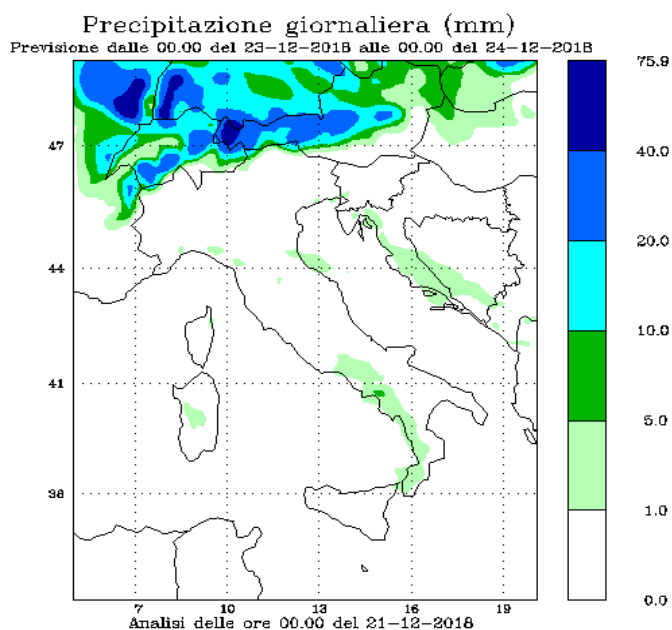 Precipitazione giornaliera (mm)
Previsione dalle 00.00 del 23-12-2018 alle 00.00 del 24-12-2018
75.9
40.0
20.0
10.0
5.0
1.0
0.0
47
44
41
38
7 10 13 16 19
Analisi delle ore 00.00 del 21-12-2018